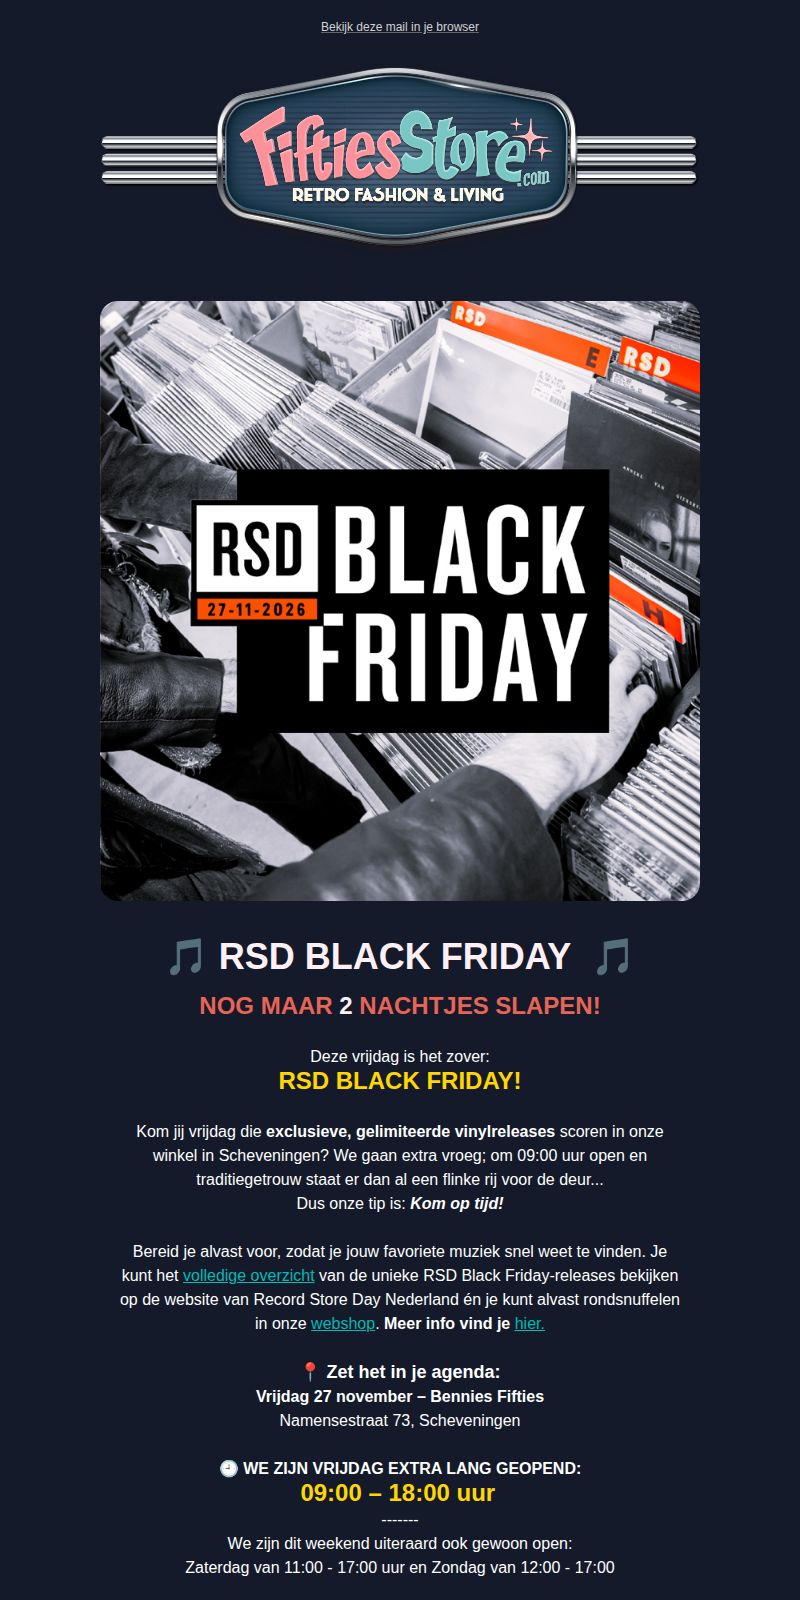 Bekijk deze mail in je browser
FiftiesStore.com
RETRO FASHION & LIVING
RSD
E
RSD
RSD
BLACK
27-11-2026
H
FRIDAY
🎵 RSD BLACK FRIDAY 🎵
NOG MAAR 2 NACHTJES SLAPEN!
Deze vrijdag is het zover:
RSD BLACK FRIDAY!
Kom jij vrijdag die exclusieve, gelimiteerde vinylreleases scoren in onze
winkel in Scheveningen? We gaan extra vroeg; om 09:00 uur open en
traditiegetrouw staat er dan al een flinke rij voor de deur...
Dus onze tip is: Kom op tijd!
Bereid je alvast voor, zodat je jouw favoriete muziek snel weet te vinden. Je
kunt het volledige overzicht van de unieke RSD Black Friday-releases bekijken
op de website van Record Store Day Nederland én je kunt alvast rondsnuffelen
in onze webshop. Meer info vind je hier.
📍 Zet het in je agenda:
Vrijdag 27 november – Bennies Fifties
Namensestraat 73, Scheveningen
🕘 WE ZIJN VRIJDAG EXTRA LANG GEOPEND:
09:00 – 18:00 uur
-------
We zijn dit weekend uiteraard ook gewoon open:
Zaterdag van 11:00 - 17:00 uur en Zondag van 12:00 - 17:00